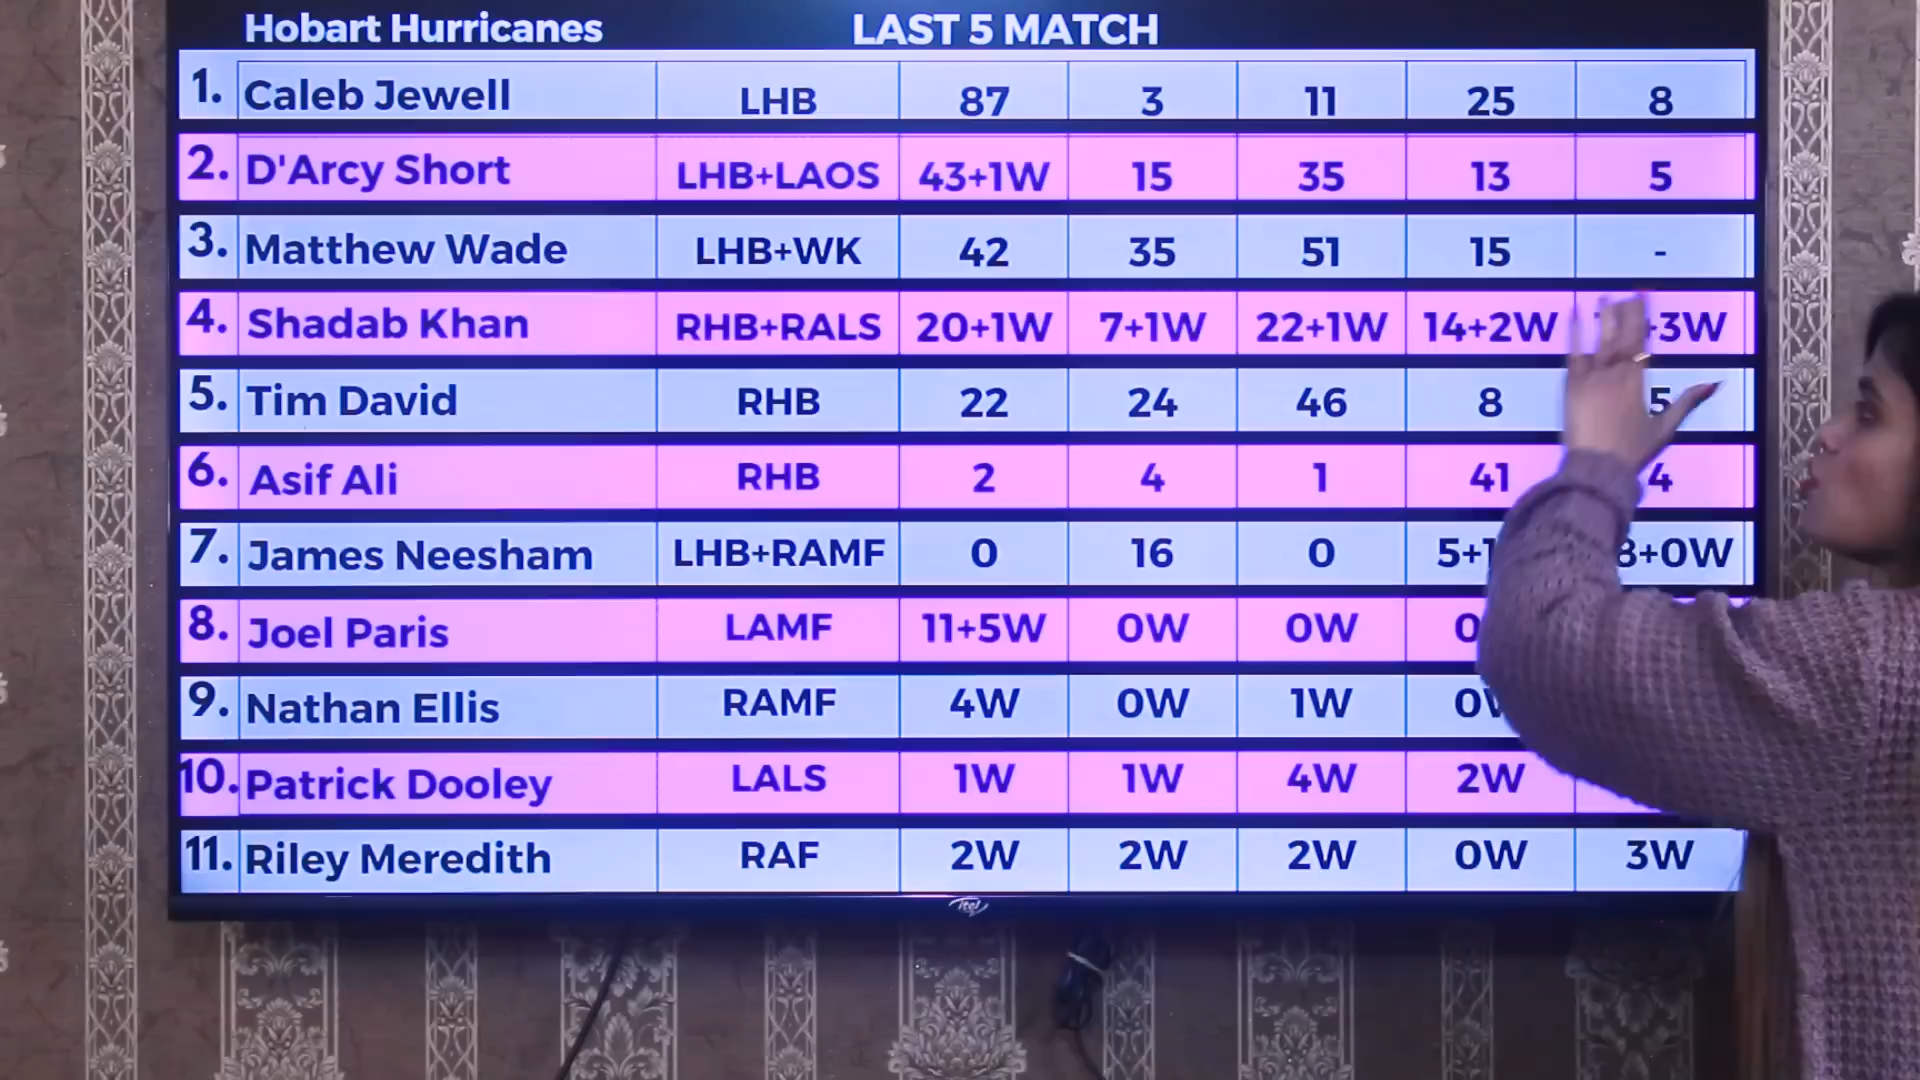 Hobart Hurricanes LAST 5 MATCH
1. Caleb Jewell LHB 87 3 11 25 8
2. D'Arcy Short LHB+LAOS 43+1W 15 35 13 5
3. Matthew Wade LHB+WK 42 35 51 15 -
4. Shadab Khan RHB+RALS 20+1W 7+1W 22+1W 14+2W +3W
5. Tim David RHB 22 24 46 8 5
6. Asif Ali RHB 2 4 1 41 4
7. James Neesham LHB+RAMF 0 16 0 5+1 8+0W
8. Joel Paris LAMF 11+5W 0W 0W 0
9. Nathan Ellis RAMF 4W 0W 1W 0W
10. Patrick Dooley LALS 1W 1W 4W 2W
11. Riley Meredith RAF 2W 2W 2W 0W 3W
itel